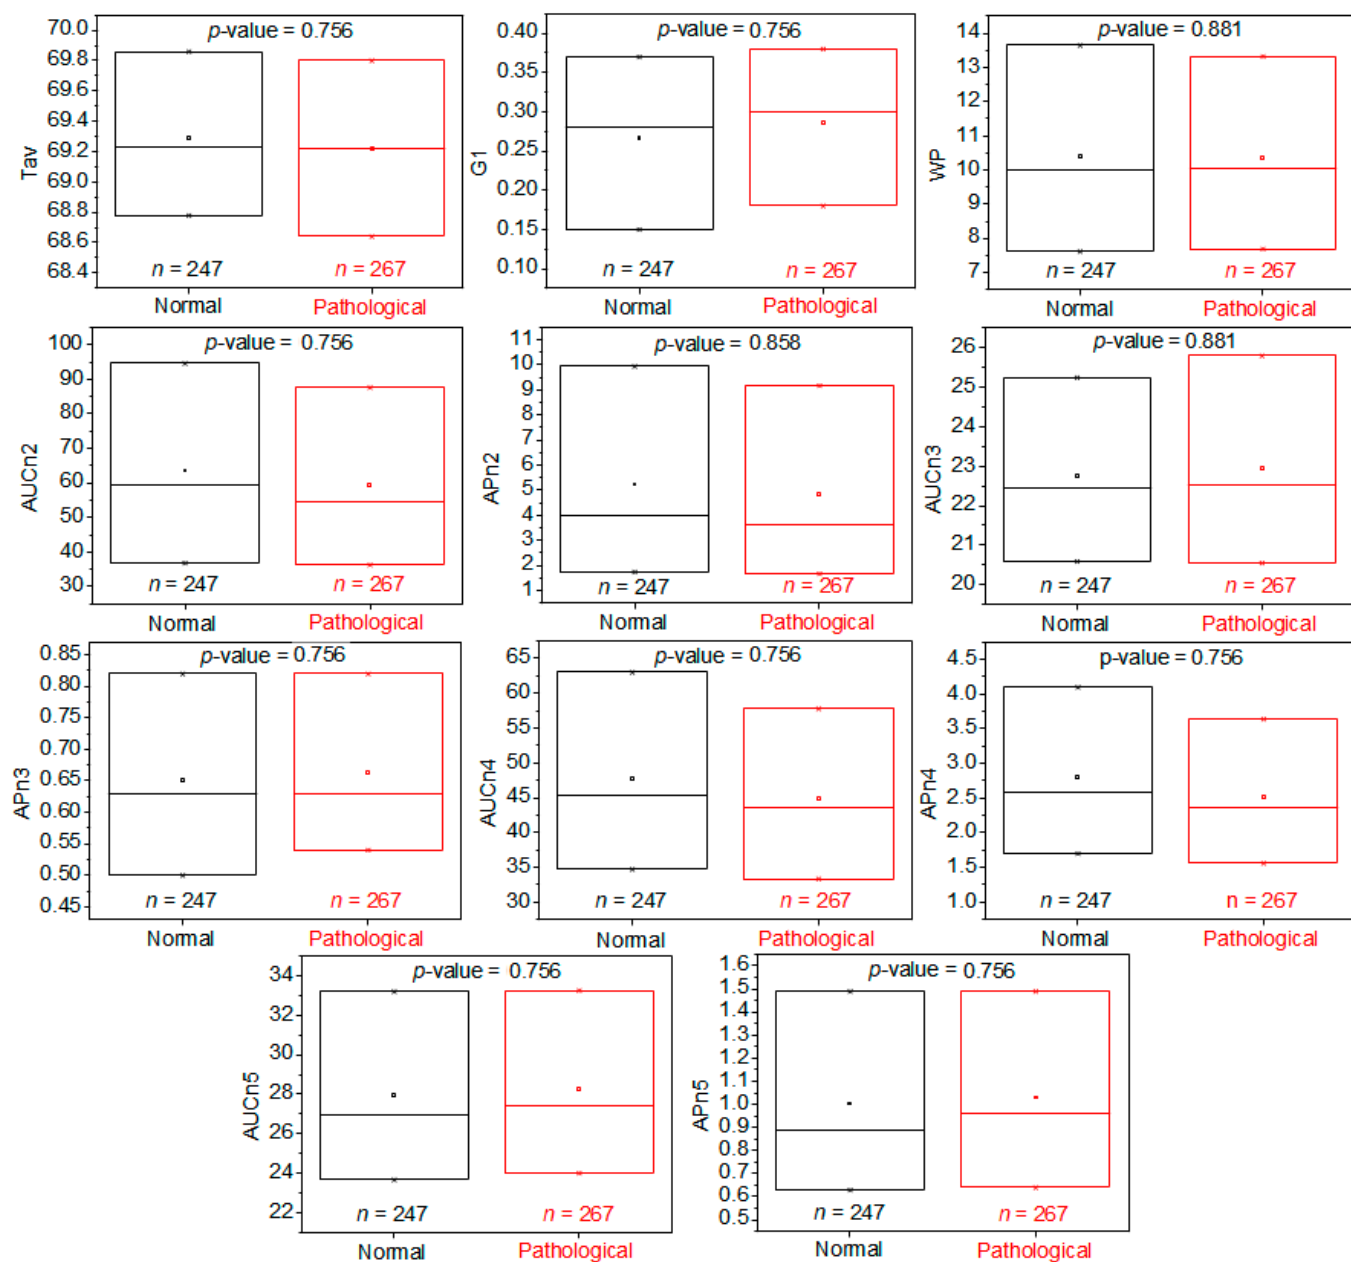 p-value = 0.756
Tav
70.0
69.8
69.6
69.4
69.2
69.0
68.8
68.6
68.4
n = 247
n = 267
Normal
Pathological
p-value = 0.756
G1
0.40
0.35
0.30
0.25
0.20
0.15
0.10
n = 247
n = 267
Normal
Pathological
p-value = 0.881
WP
14
13
12
11
10
9
8
7
n = 247
n = 267
Normal
Pathological
p-value = 0.756
AUCn2
100
90
80
70
60
50
40
30
n = 247
n = 267
Normal
Pathological
p-value = 0.858
APn2
11
10
9
8
7
6
5
4
3
2
1
n = 247
n = 267
Normal
Pathological
p-value = 0.881
AUCn3
26
25
24
23
22
21
20
n = 247
n = 267
Normal
Pathological
p-value = 0.756
APn3
0.85
0.80
0.75
0.70
0.65
0.60
0.55
0.50
0.45
n = 247
n = 267
Normal
Pathological
p-value = 0.756
AUCn4
65
60
55
50
45
40
35
30
n = 247
n = 267
Normal
Pathological
p-value = 0.756
APn4
4.5
4.0
3.5
3.0
2.5
2.0
1.5
1.0
n = 247
n = 267
Normal
Pathological
p-value = 0.756
AUCn5
34
32
30
28
26
24
22
n = 247
n = 267
Normal
Pathological
p-value = 0.756
APn5
1.6
1.5
1.4
1.3
1.2
1.1
1.0
0.9
0.8
0.7
0.6
0.5
n = 247
n = 267
Normal
Pathological